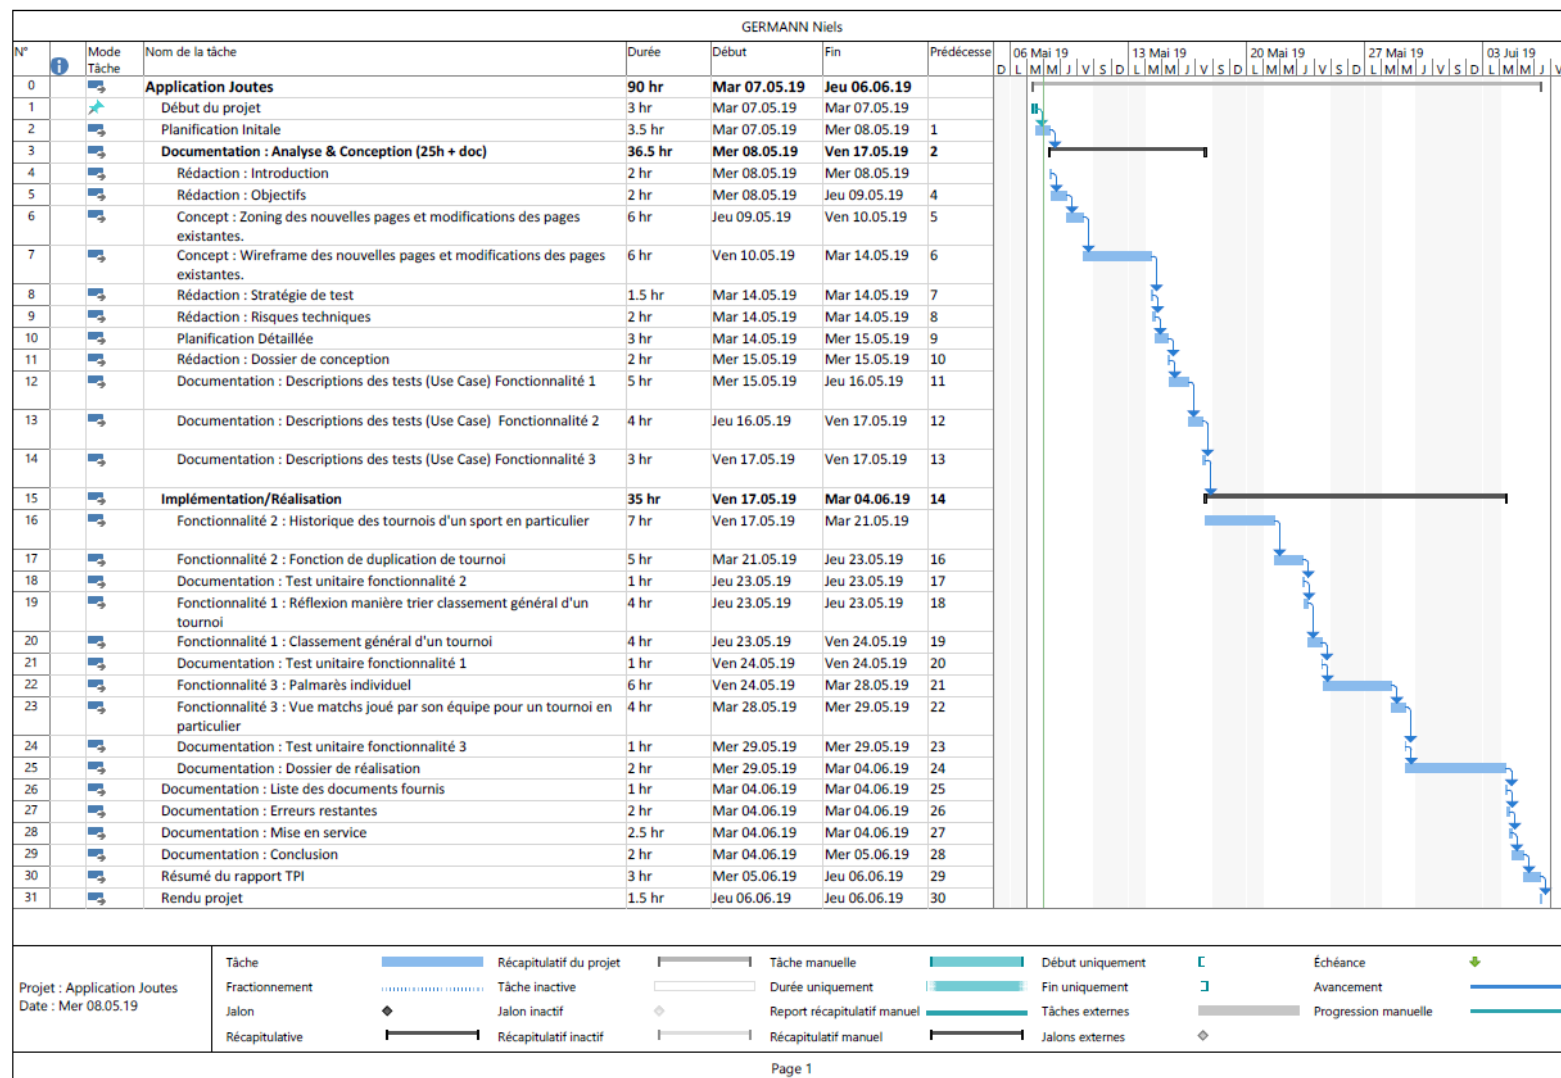 GERMANN Niels
N° Mode Tâche Nom de la tâche Durée Début Fin Prédécesse 06 Mai 19 13 Mai 19 20 Mai 19 27 Mai 19 03 Jui 19
D L M M J V S D L M M J V S D L M M J V S D L M M J V S D L M M J V
0 Application Joutes 90 hr Mar 07.05.19 Jeu 06.06.19
1 Début du projet 3 hr Mar 07.05.19 Mar 07.05.19
2 Planification Initale 3.5 hr Mar 07.05.19 Mer 08.05.19 1
3 Documentation : Analyse & Conception (25h + doc) 36.5 hr Mer 08.05.19 Ven 17.05.19 2
4 Rédaction : Introduction 2 hr Mer 08.05.19 Mer 08.05.19
5 Rédaction : Objectifs 2 hr Mer 08.05.19 Jeu 09.05.19 4
6 Concept : Zoning des nouvelles pages et modifications des pages 6 hr Jeu 09.05.19 Ven 10.05.19 5
existantes.
7 Concept : Wireframe des nouvelles pages et modifications des pages 6 hr Ven 10.05.19 Mar 14.05.19 6
existantes.
8 Rédaction : Stratégie de test 1.5 hr Mar 14.05.19 Mar 14.05.19 7
9 Rédaction : Risques techniques 2 hr Mar 14.05.19 Mar 14.05.19 8
10 Planification Détaillée 3 hr Mar 14.05.19 Mer 15.05.19 9
11 Rédaction : Dossier de conception 2 hr Mer 15.05.19 Mer 15.05.19 10
12 Documentation : Descriptions des tests (Use Case) Fonctionnalité 1 5 hr Mer 15.05.19 Jeu 16.05.19 11
13 Documentation : Descriptions des tests (Use Case) Fonctionnalité 2 4 hr Jeu 16.05.19 Ven 17.05.19 12
14 Documentation : Descriptions des tests (Use Case) Fonctionnalité 3 3 hr Ven 17.05.19 Ven 17.05.19 13
15 Implémentation/Réalisation 35 hr Ven 17.05.19 Mar 04.06.19 14
16 Fonctionnalité 2 : Historique des tournois d'un sport en particulier 7 hr Ven 17.05.19 Mar 21.05.19
17 Fonctionnalité 2 : Fonction de duplication de tournoi 5 hr Mar 21.05.19 Jeu 23.05.19 16
18 Documentation : Test unitaire fonctionnalité 2 1 hr Jeu 23.05.19 Jeu 23.05.19 17
19 Fonctionnalité 1 : Réflexion manière trier classement général d'un 4 hr Jeu 23.05.19 Jeu 23.05.19 18
tournoi
20 Fonctionnalité 1 : Classement général d'un tournoi 4 hr Jeu 23.05.19 Ven 24.05.19 19
21 Documentation : Test unitaire fonctionnalité 1 1 hr Ven 24.05.19 Ven 24.05.19 20
22 Fonctionnalité 3 : Palmarès individuel 6 hr Ven 24.05.19 Mar 28.05.19 21
23 Fonctionnalité 3 : Vue matchs joué par son équipe pour un tournoi en 4 hr Mar 28.05.19 Mer 29.05.19 22
particulier
24 Documentation : Test unitaire fonctionnalité 3 1 hr Mer 29.05.19 Mer 29.05.19 23
25 Documentation : Dossier de réalisation 2 hr Mer 29.05.19 Mar 04.06.19 24
26 Documentation : Liste des documents fournis 1 hr Mar 04.06.19 Mar 04.06.19 25
27 Documentation : Erreurs restantes 2 hr Mar 04.06.19 Mar 04.06.19 26
28 Documentation : Mise en service 2.5 hr Mar 04.06.19 Mar 04.06.19 27
29 Documentation : Conclusion 2 hr Mar 04.06.19 Mer 05.06.19 28
30 Résumé du rapport TPI 3 hr Mer 05.06.19 Jeu 06.06.19 29
31 Rendu projet 1.5 hr Jeu 06.06.19 Jeu 06.06.19 30
Projet : Application Joutes
Date : Mer 08.05.19
Tâche Récapitulatif du projet Tâche manuelle Début uniquement Échéance
Fractionnement Tâche inactive Durée uniquement Fin uniquement Avancement
Jalon Jalon inactif Report récapitulatif manuel Tâches externes Progression manuelle
Récapitulative Récapitulatif inactif Récapitulatif manuel Jalons externes
Page 1